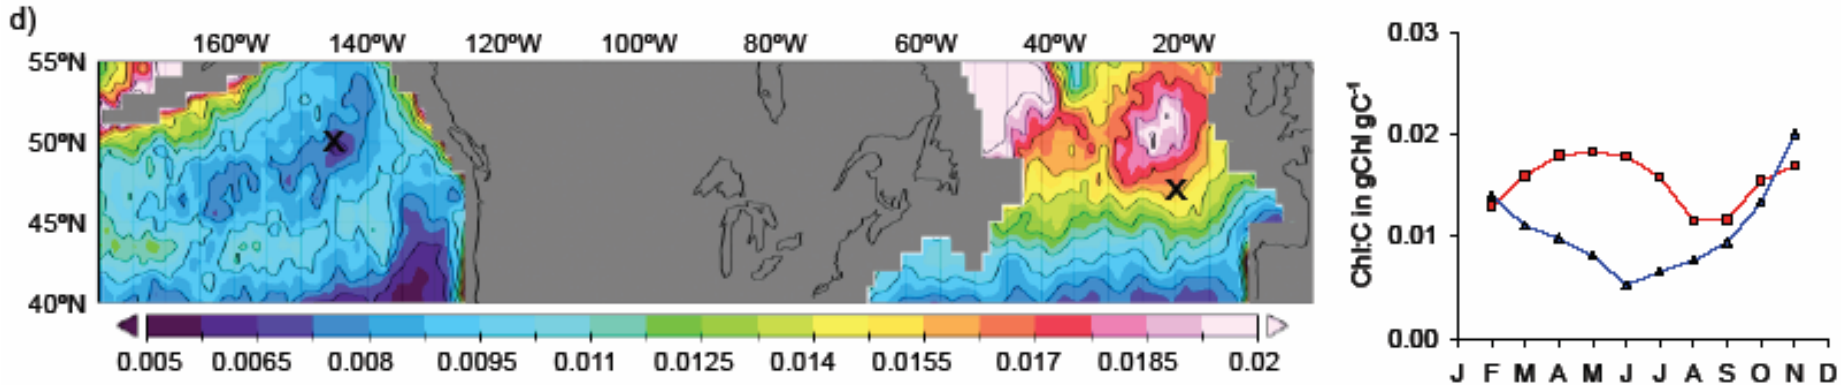 d)
160ºW 140ºW 120ºW 100ºW 80ºW 60ºW 40ºW 20ºW
55ºN
50ºN
45ºN
40ºN
X
X
0.005 0.0065 0.008 0.0095 0.011 0.0125 0.014 0.0155 0.017 0.0185 0.02
Chl:C in gChl gC-1
0.03
0.02
0.01
0.00
J F M A M J J A S O N D